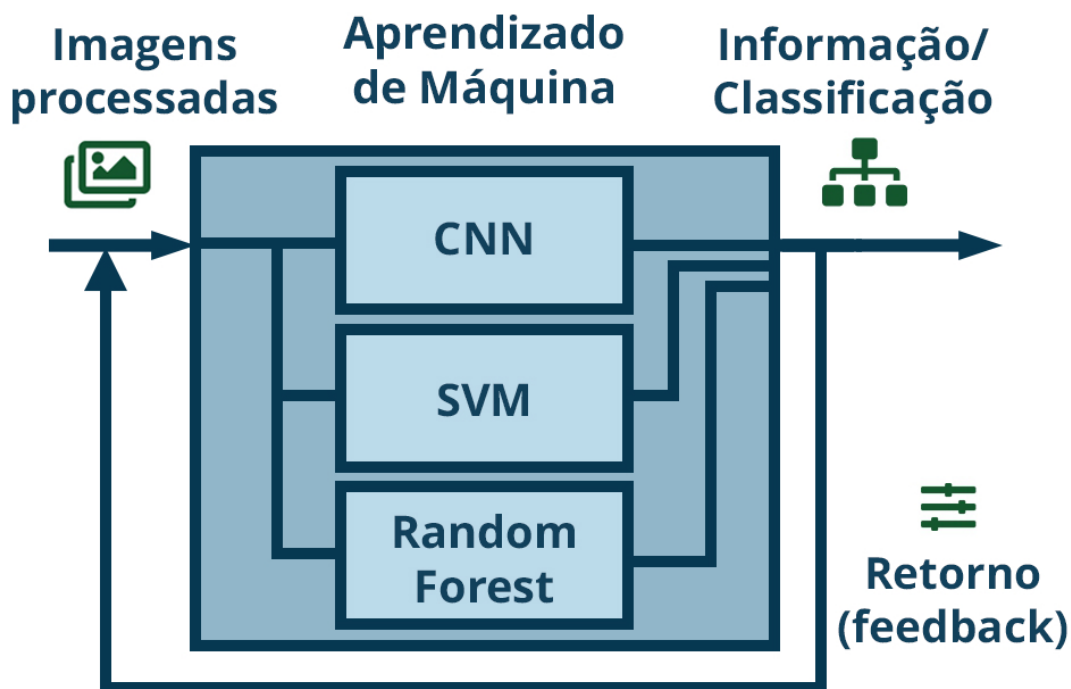 Imagens
processadas
Aprendizado
de Máquina
Informação/
Classificação
CNN
SVM
Random
Forest
Retorno
(feedback)